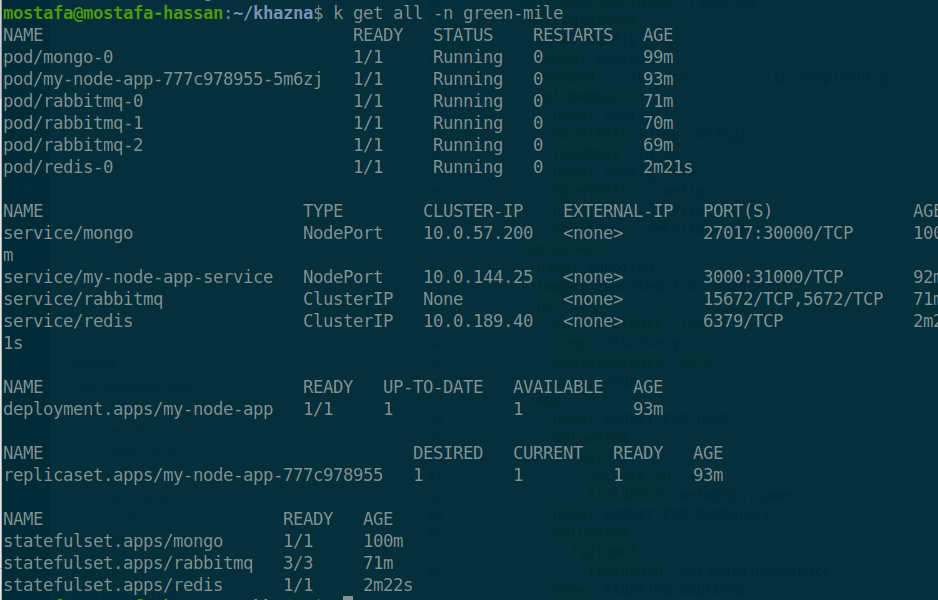 mostafa@mostafa-hassan:~/khazna$ k get all -n green-mile
NAME READY STATUS RESTARTS AGE
pod/mongo-0 1/1 Running 0 99m
pod/my-node-app-777c978955-5m6zj 1/1 Running 0 93m
pod/rabbitmq-0 1/1 Running 0 71m
pod/rabbitmq-1 1/1 Running 0 70m
pod/rabbitmq-2 1/1 Running 0 69m
pod/redis-0 1/1 Running 0 2m21s
NAME TYPE CLUSTER-IP EXTERNAL-IP PORT(S) AGE
service/mongo NodePort 10.0.57.200 <none> 27017:30000/TCP 100
m
service/my-node-app-service NodePort 10.0.144.25 <none> 3000:31000/TCP 92m
service/rabbitmq ClusterIP None <none> 15672/TCP,5672/TCP 71m
service/redis ClusterIP 10.0.189.40 <none> 6379/TCP 2m2
1s
NAME READY UP-TO-DATE AVAILABLE AGE
deployment.apps/my-node-app 1/1 1 1 93m
NAME DESIRED CURRENT READY AGE
replicaset.apps/my-node-app-777c978955 1 1 1 93m
NAME READY AGE
statefulset.apps/mongo 1/1 100m
statefulset.apps/rabbitmq 3/3 71m
statefulset.apps/redis 1/1 2m22s